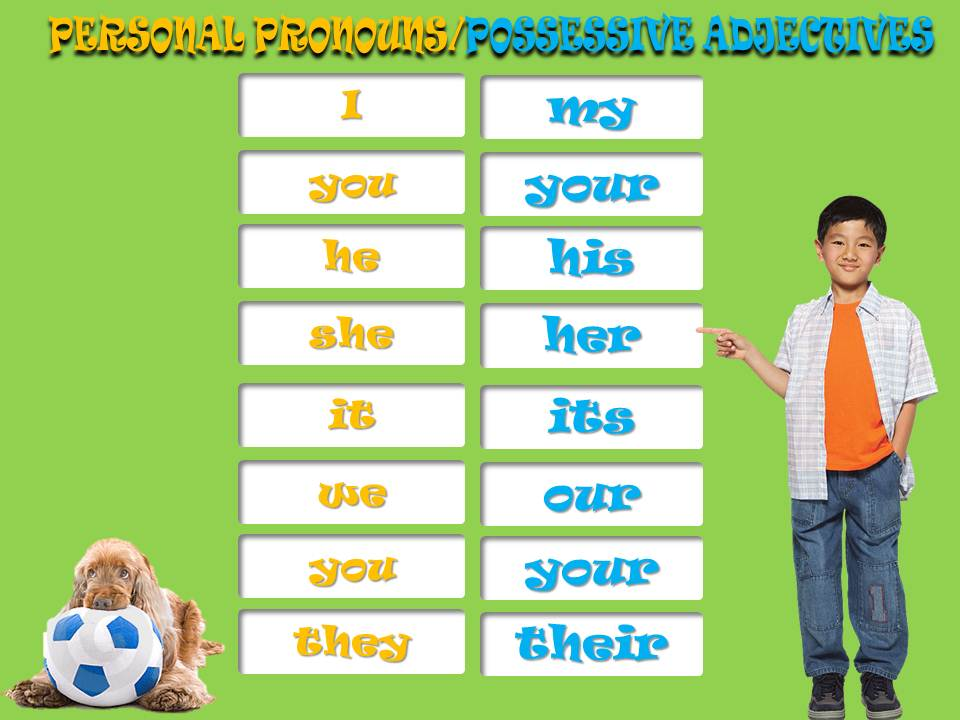 PERSONAL PRONOUNS/POSSESSIVE ADJECTIVES
I my
you your
he his
she her
it its
we our
you your
they their
1